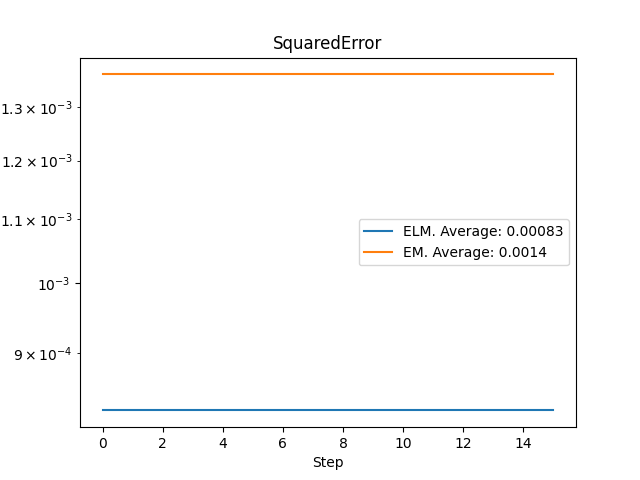 SquaredError
1.3 × 10⁻³
1.2 × 10⁻³
1.1 × 10⁻³
10⁻³
9 × 10⁻⁴
ELM. Average: 0.00083
EM. Average: 0.0014
0 2 4 6 8 10 12 14
Step